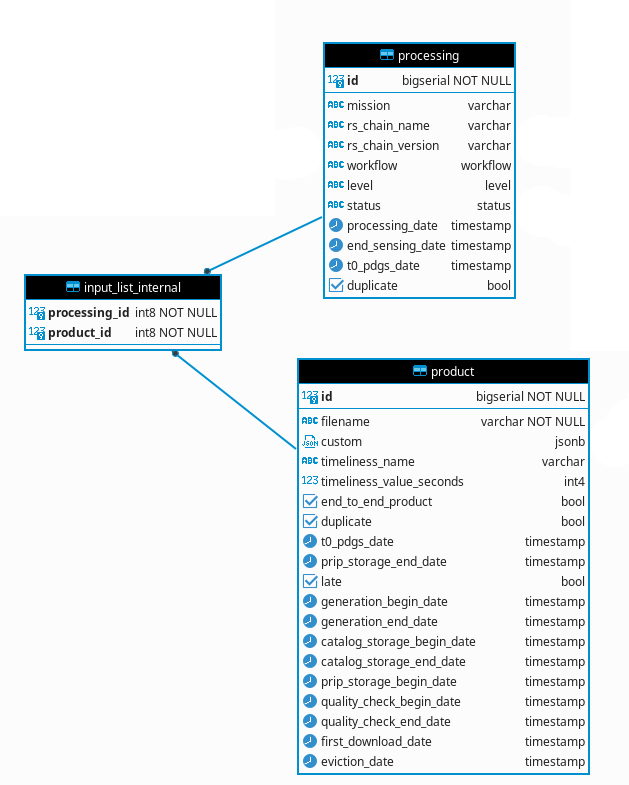 processing
123 id bigserial NOT NULL
ABC mission varchar
ABC rs_chain_name varchar
ABC rs_chain_version varchar
ABC workflow workflow
ABC level level
ABC status status
processing_date timestamp
end_sensing_date timestamp
t0_pdgs_date timestamp
duplicate bool
input_list_internal
123 processing_id int8 NOT NULL
123 product_id int8 NOT NULL
product
123 id bigserial NOT NULL
ABC filename varchar NOT NULL
JSON custom jsonb
ABC timeliness_name varchar
123 timeliness_value_seconds int4
end_to_end_product bool
duplicate bool
t0_pdgs_date timestamp
prip_storage_end_date timestamp
late bool
generation_begin_date timestamp
generation_end_date timestamp
catalog_storage_begin_date timestamp
catalog_storage_end_date timestamp
prip_storage_begin_date timestamp
quality_check_begin_date timestamp
quality_check_end_date timestamp
first_download_date timestamp
eviction_date timestamp